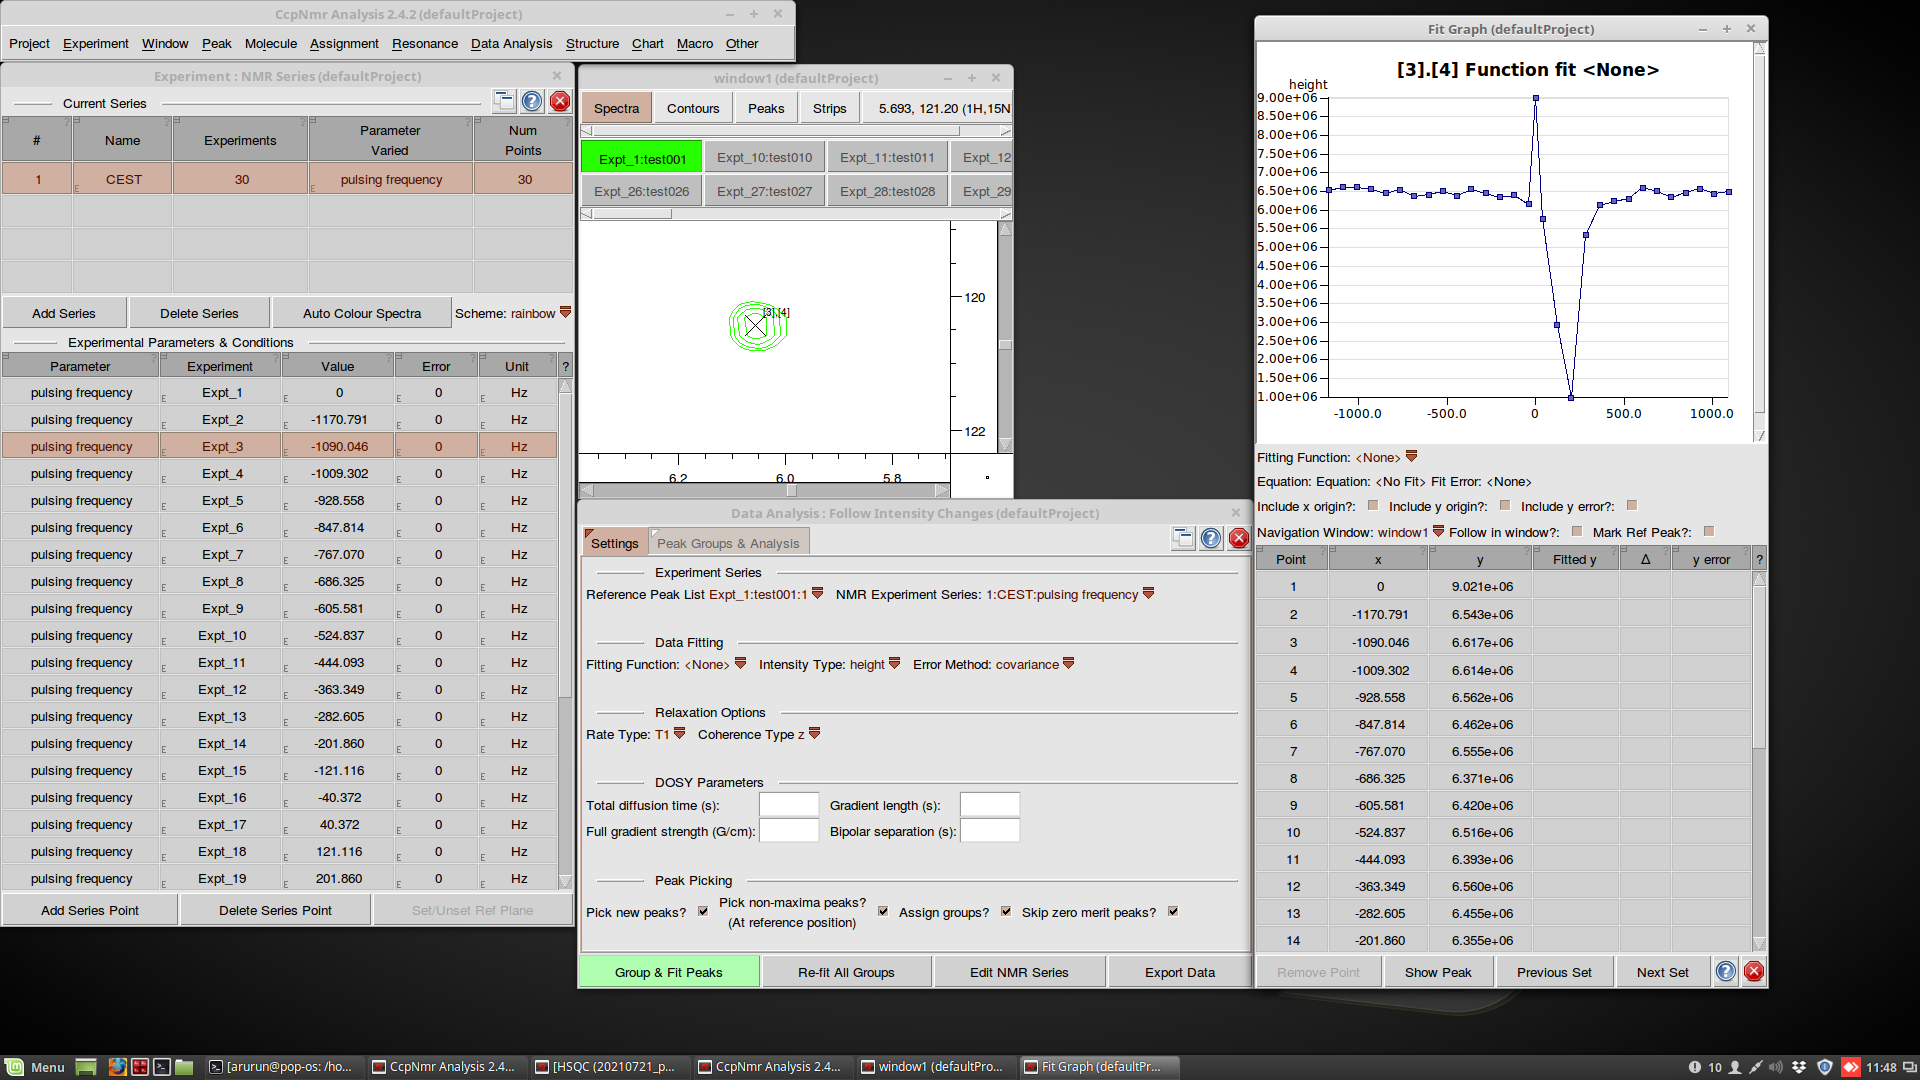 CcpNmr Analysis 2.4.2 (defaultProject)
Project Experiment Window Peak Molecule Assignment Resonance Data Analysis Structure Chart Macro Other
Experiment : NMR Series (defaultProject)
Current Series
# Name Experiments Parameter Varied Num Points
1 CEST 30 pulsing frequency 30
Add Series Delete Series Auto Colour Spectra Scheme: rainbow
Experimental Parameters & Conditions
Parameter Experiment Value Error Unit ?
pulsing frequency Expt_1 0 0 Hz
pulsing frequency Expt_2 -1170.791 0 Hz
pulsing frequency Expt_3 -1090.046 0 Hz
pulsing frequency Expt_4 -1009.302 0 Hz
pulsing frequency Expt_5 -928.558 0 Hz
pulsing frequency Expt_6 -847.814 0 Hz
pulsing frequency Expt_7 -767.070 0 Hz
pulsing frequency Expt_8 -686.325 0 Hz
pulsing frequency Expt_9 -605.581 0 Hz
pulsing frequency Expt_10 -524.837 0 Hz
pulsing frequency Expt_11 -444.093 0 Hz
pulsing frequency Expt_12 -363.349 0 Hz
pulsing frequency Expt_13 -282.605 0 Hz
pulsing frequency Expt_14 -201.860 0 Hz
pulsing frequency Expt_15 -121.116 0 Hz
pulsing frequency Expt_16 -40.372 0 Hz
pulsing frequency Expt_17 40.372 0 Hz
pulsing frequency Expt_18 121.116 0 Hz
pulsing frequency Expt_19 201.860 0 Hz
Add Series Point Delete Series Point Set/Unset Ref Plane
window1 (defaultProject)
Spectra Contours Peaks Strips 5.693, 121.20 (1H,15N
Expt_1:test001 Expt_10:test010 Expt_11:test011 Expt_12
Expt_26:test026 Expt_27:test027 Expt_28:test028 Expt_29
[3].[4]
120
122
6.2 6.0 5.8
Data Analysis : Follow Intensity Changes (defaultProject)
Settings Peak Groups & Analysis
Experiment Series
Reference Peak List Expt_1:test001:1 NMR Experiment Series: 1:CEST:pulsing frequency
Data Fitting
Fitting Function: <None> Intensity Type: height Error Method: covariance
Relaxation Options
Rate Type: T1 Coherence Type z
DOSY Parameters
Total diffusion time (s): Gradient length (s):
Full gradient strength (G/cm): Bipolar separation (s):
Peak Picking
Pick new peaks? Pick non-maxima peaks? (At reference position) Assign groups? Skip zero merit peaks?
Group & Fit Peaks Re-fit All Groups Edit NMR Series Export Data
Fit Graph (defaultProject)
[3].[4] Function fit <None>
height
9.00e+06
8.50e+06
8.00e+06
7.50e+06
7.00e+06
6.50e+06
6.00e+06
5.50e+06
5.00e+06
4.50e+06
4.00e+06
3.50e+06
3.00e+06
2.50e+06
2.00e+06
1.50e+06
1.00e+06
-1000.0 -500.0 0 500.0 1000.0
Fitting Function: <None>
Equation: Equation: <No Fit> Fit Error: <None>
Include x origin?: Include y origin?: Include y error?:
Navigation Window: window1 Follow in window?: Mark Ref Peak?:
Point x y Fitted y Δ y error ?
1 0 9.021e+06
2 -1170.791 6.543e+06
3 -1090.046 6.617e+06
4 -1009.302 6.614e+06
5 -928.558 6.562e+06
6 -847.814 6.462e+06
7 -767.070 6.555e+06
8 -686.325 6.371e+06
9 -605.581 6.420e+06
10 -524.837 6.516e+06
11 -444.093 6.393e+06
12 -363.349 6.560e+06
13 -282.605 6.455e+06
14 -201.860 6.355e+06
Remove Point Show Peak Previous Set Next Set
Menu [arurun@pop-os: /ho... CcpNmr Analysis 2.4... [HSQC (20210721_p... CcpNmr Analysis 2.4... window1 (defaultPro... Fit Graph (defaultPr... 10 11:48